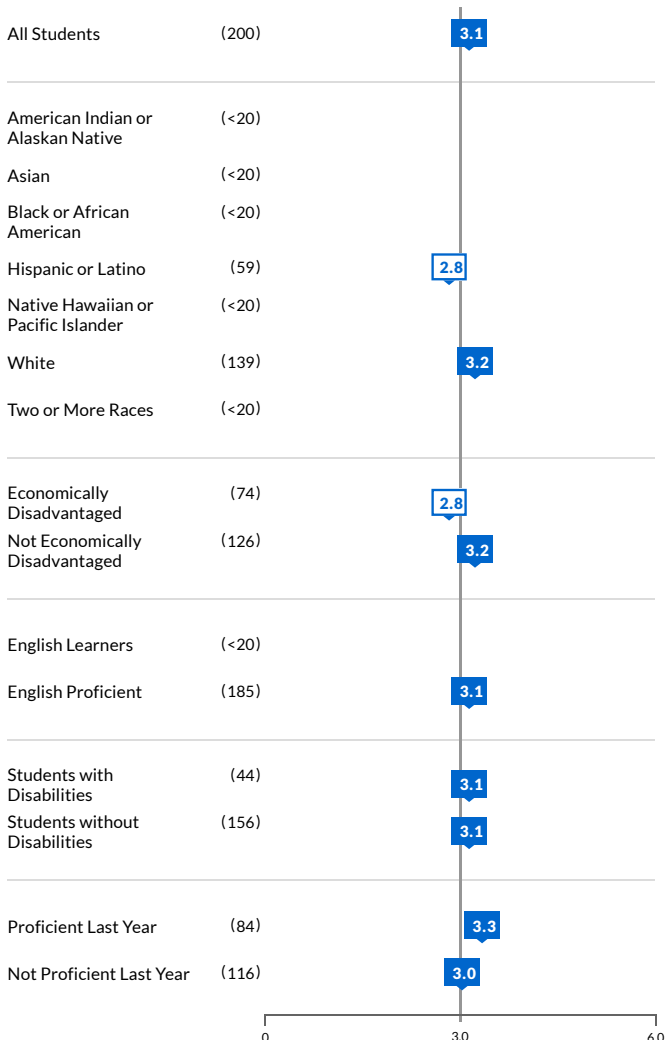 All Students (200) 3.1
American Indian or (<20)
Alaskan Native
Asian (<20)
Black or African (<20)
American
Hispanic or Latino (59) 2.8
Native Hawaiian or (<20)
Pacific Islander
White (139) 3.2
Two or More Races (<20)
Economically (74) 2.8
Disadvantaged
Not Economically (126) 3.2
Disadvantaged
English Learners (<20)
English Proficient (185) 3.1
Students with (44) 3.1
Disabilities
Students without (156) 3.1
Disabilities
Proficient Last Year (84) 3.3
Not Proficient Last Year (116) 3.0
0 3.0 6.0